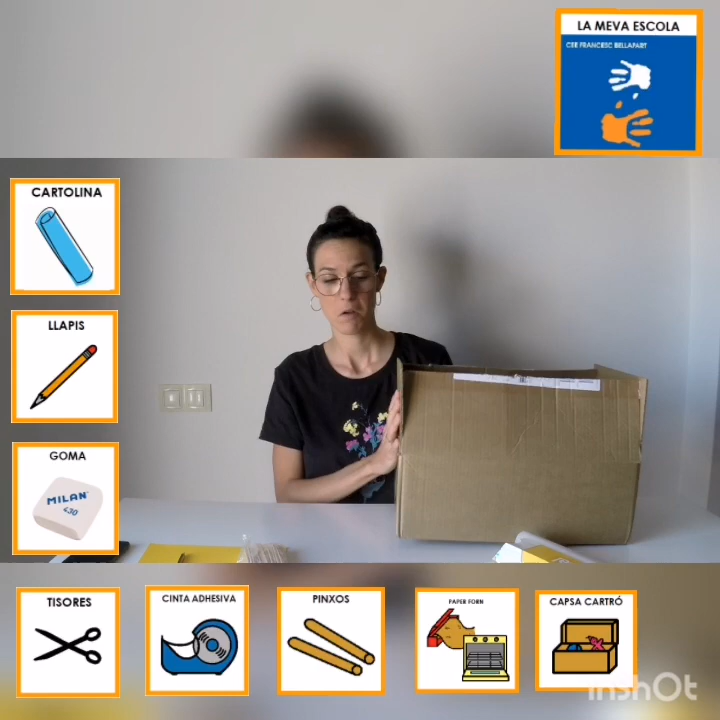 LA MEVA ESCOLA
CEE FRANCESC BELLAPART
CARTOLINA
LLAPIS
GOMA
MILAN
430
TISORES
CINTA ADHESIVA
PINXOS
PAPER FORN
CAPSA CARTRÓ
InshOt